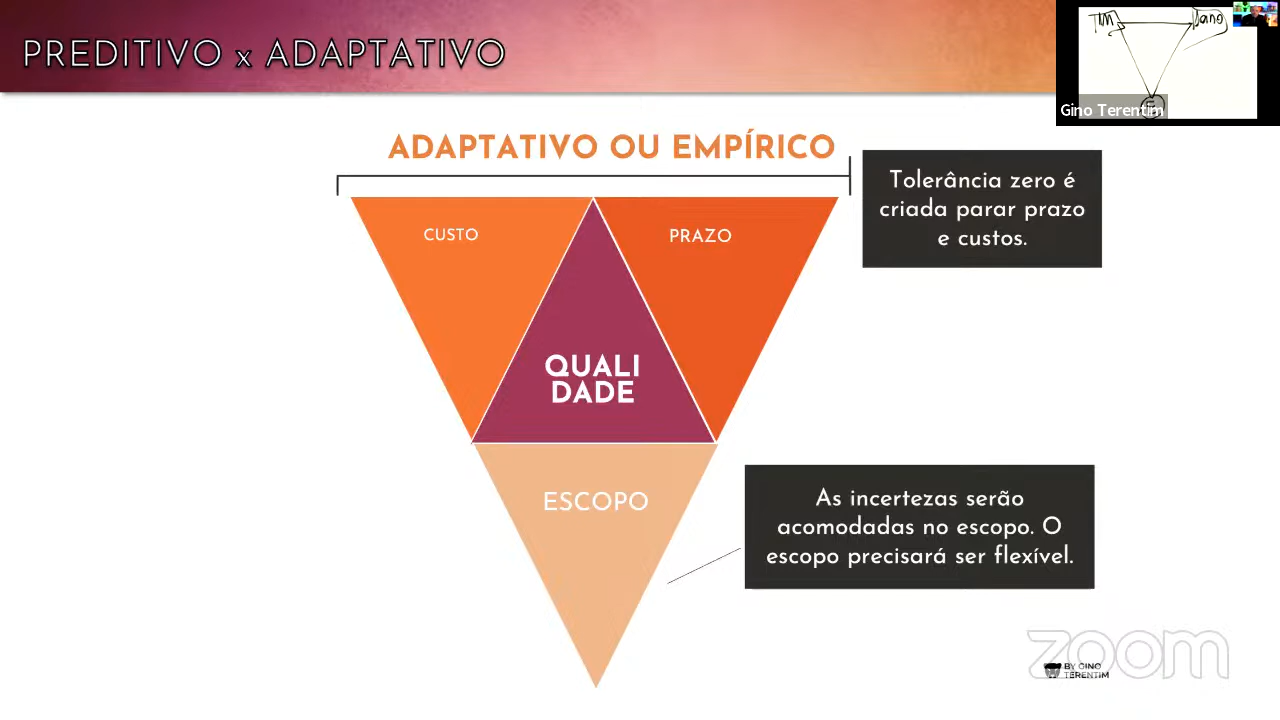 PREDITIVO x ADAPTATIVO
Gino Terentim
ADAPTATIVO OU EMPÍRICO
Tolerância zero é
criada parar prazo
e custos.
CUSTO
PRAZO
QUALI
DADE
ESCOPO
As incertezas serão
acomodadas no escopo. O
escopo precisará ser flexível.
zoom
BY GINO
TERENTIM